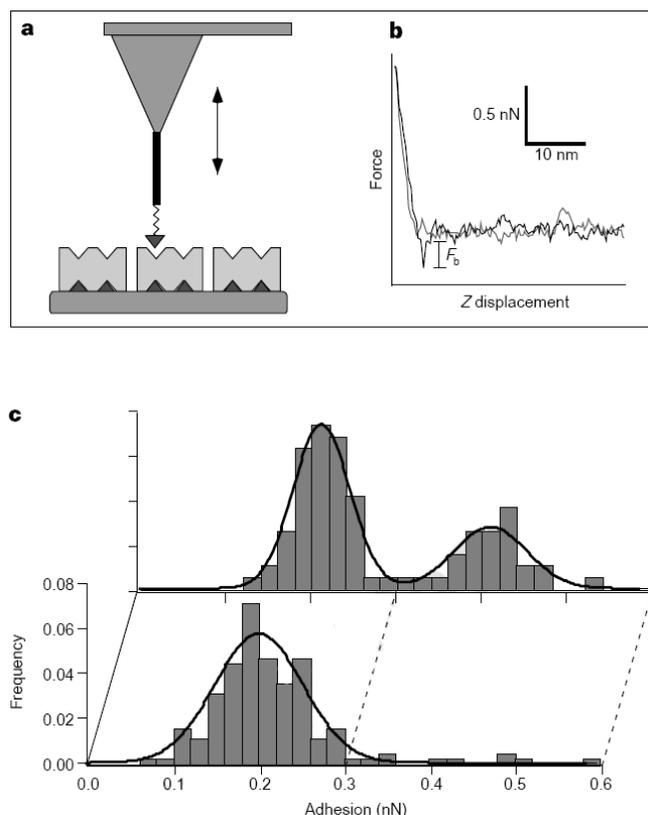 a
b
0.5 nN
10 nm
Force
Fb
Z displacement
c
0.08
0.06
0.04
0.02
0.00
Frequency
0.0
0.1
0.2
0.3
0.4
0.5
0.6
Adhesion (nN)